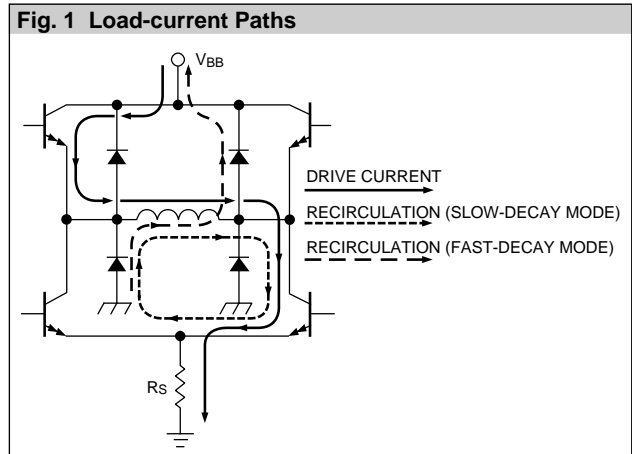 Fig. 1 Load-current Paths
VBB
DRIVE CURRENT
RECIRCULATION (SLOW-DECAY MODE)
RECIRCULATION (FAST-DECAY MODE)
RS